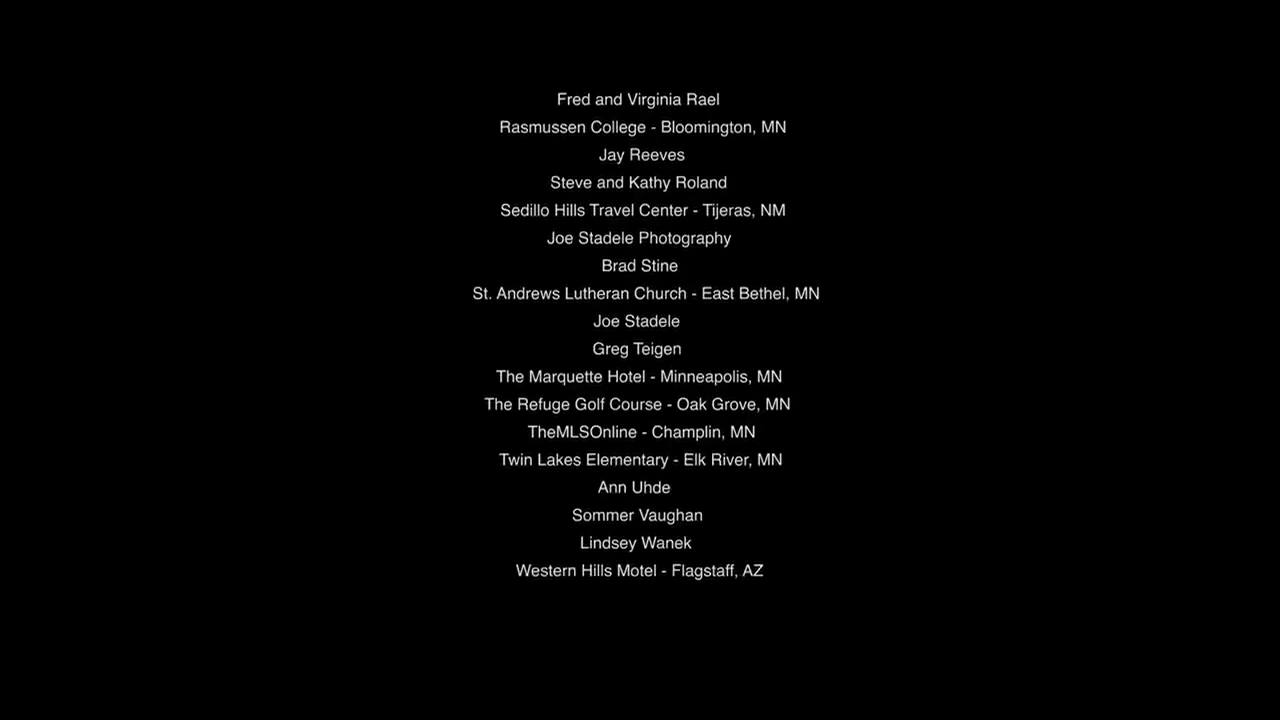 Fred and Virginia Rael
Rasmussen College - Bloomington, MN
Jay Reeves
Steve and Kathy Roland
Sedillo Hills Travel Center - Tijeras, NM
Joe Stadele Photography
Brad Stine
St. Andrews Lutheran Church - East Bethel, MN
Joe Stadele
Greg Teigen
The Marquette Hotel - Minneapolis, MN
The Refuge Golf Course - Oak Grove, MN
TheMLSOnline - Champlin, MN
Twin Lakes Elementary - Elk River, MN
Ann Uhde
Sommer Vaughan
Lindsey Wanek
Western Hills Motel - Flagstaff, AZ